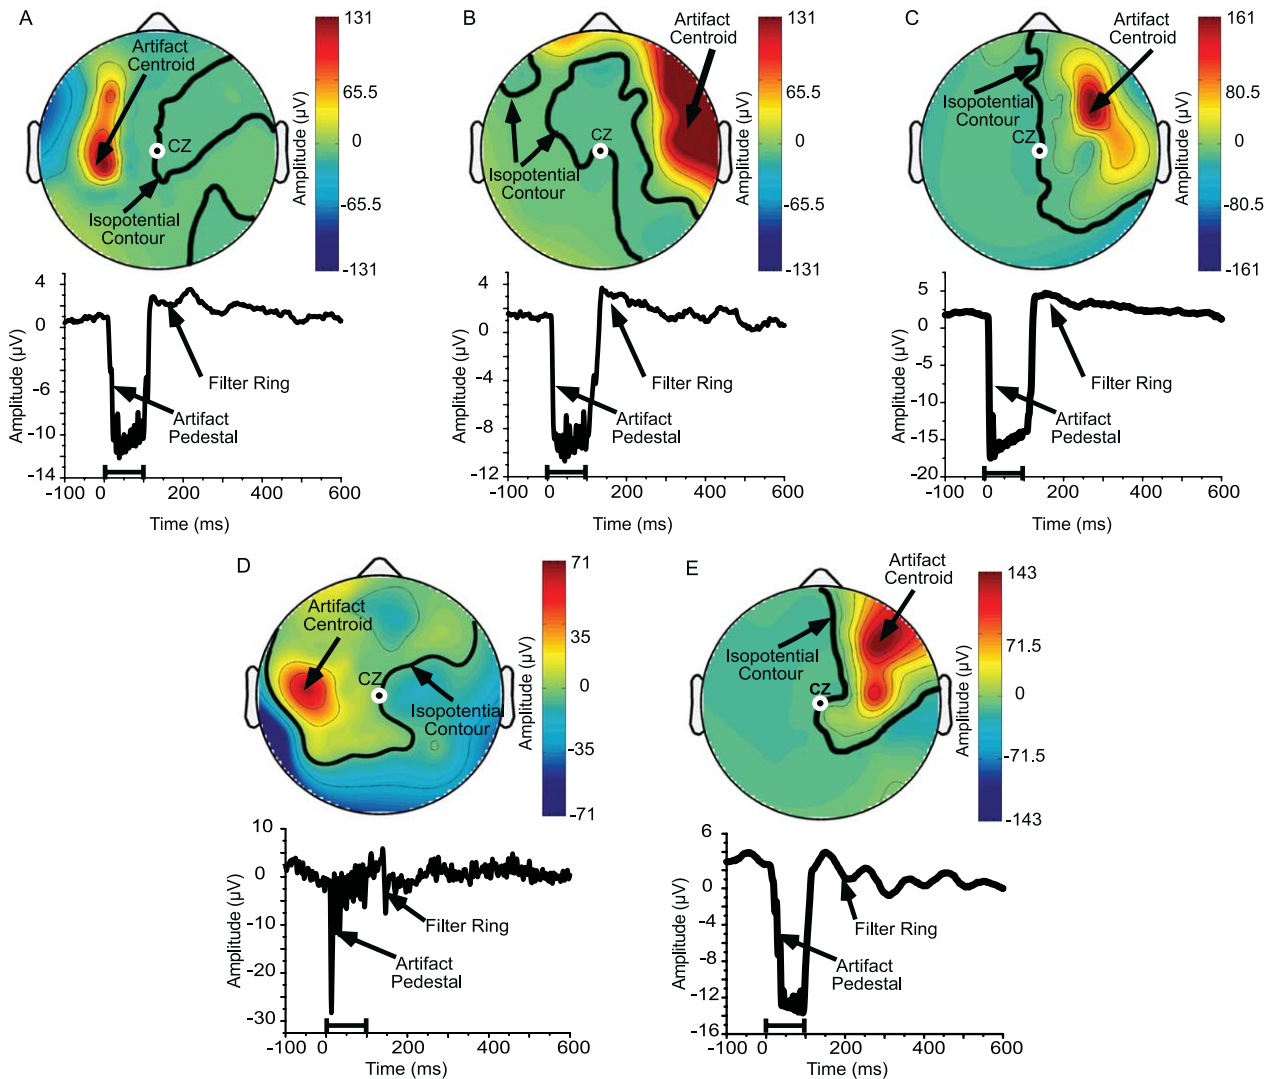 A
Artifact
Centroid
CZ
Isopotential
Contour
131
65.5
0
-65.5
-131
Amplitude (µV)
4
0
-6
-10
-14
Amplitude (µV)
Filter Ring
Artifact
Pedestal
-100 0 200 400 600
Time (ms)
B
Artifact
Centroid
CZ
Isopotential
Contour
131
65.5
0
-65.5
-131
Amplitude (µV)
4
0
-4
-8
-12
Amplitude (µV)
Filter Ring
Artifact
Pedestal
-100 0 200 400 600
Time (ms)
C
Artifact
Centroid
Isopotential
Contour
CZ
161
80.5
0
-80.5
-161
Amplitude (µV)
5
0
-5
-10
-15
-20
Amplitude (µV)
Filter Ring
Artifact
Pedestal
-100 0 200 400 600
Time (ms)
D
Artifact
Centroid
CZ
Isopotential
Contour
71
35
0
-35
-71
Amplitude (µV)
10
0
-10
-20
-30
Amplitude (µV)
Filter Ring
Artifact
Pedestal
-100 0 200 400 600
Time (ms)
E
Artifact
Centroid
Isopotential
Contour
CZ
143
71.5
0
-71.5
-143
Amplitude (µV)
6
0
-4
-8
-12
-16
Amplitude (µV)
Filter Ring
Artifact
Pedestal
-100 0 200 400 600
Time (ms)